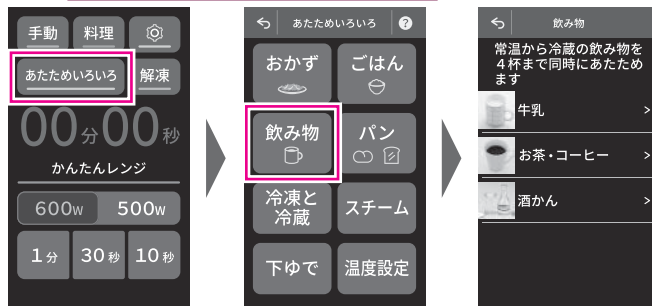 手動 料理
あたためいろいろ 解凍
00分00秒
かんたんレンジ
600W 500W
1分 30秒 10秒
あたためいろいろ ?
おかず ごはん
飲み物 パン
冷凍と
冷蔵
スチーム
下ゆで 温度設定
飲み物
常温から冷蔵の飲み物を
4杯まで同時にあたため
ます
牛乳 >
お茶・コーヒー >
酒かん >